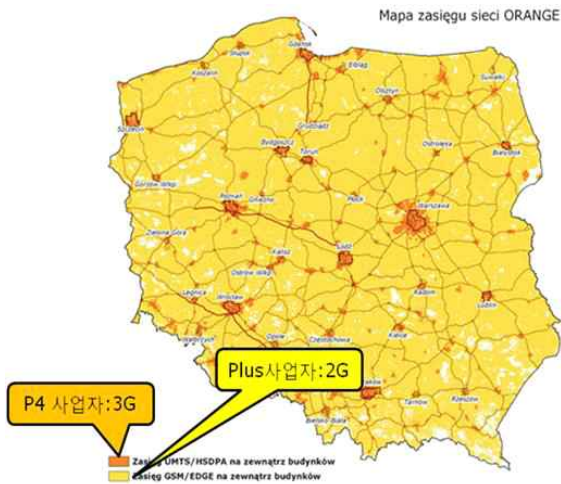 Mapa zasięgu sieci ORANGE
Gdańsk
Słupsk
Koszalin
Elbląg
Suwałki
Olsztyn
Szczecin
Grudziądz
Bydgoszcz
Toruń
Ostrołęka
Białystok
Gorzów Wlkp.
Poznań
Gniezno
Płock
Warszawa
Zielona Góra
Kalisz
Łódź
Ostrów Wlkp.
Legnica
Wrocław
Radom
Lublin
Wałbrzych
Opole
Częstochowa
Kielce
Plus사업자:2G
P4 사업자:3G
Kraków
Tarnów
Rzeszów
Bielsko-Biała
Zasięg UMTS/HSDPA na zewnątrz budynków
Zasięg GSM/EDGE na zewnątrz budynków